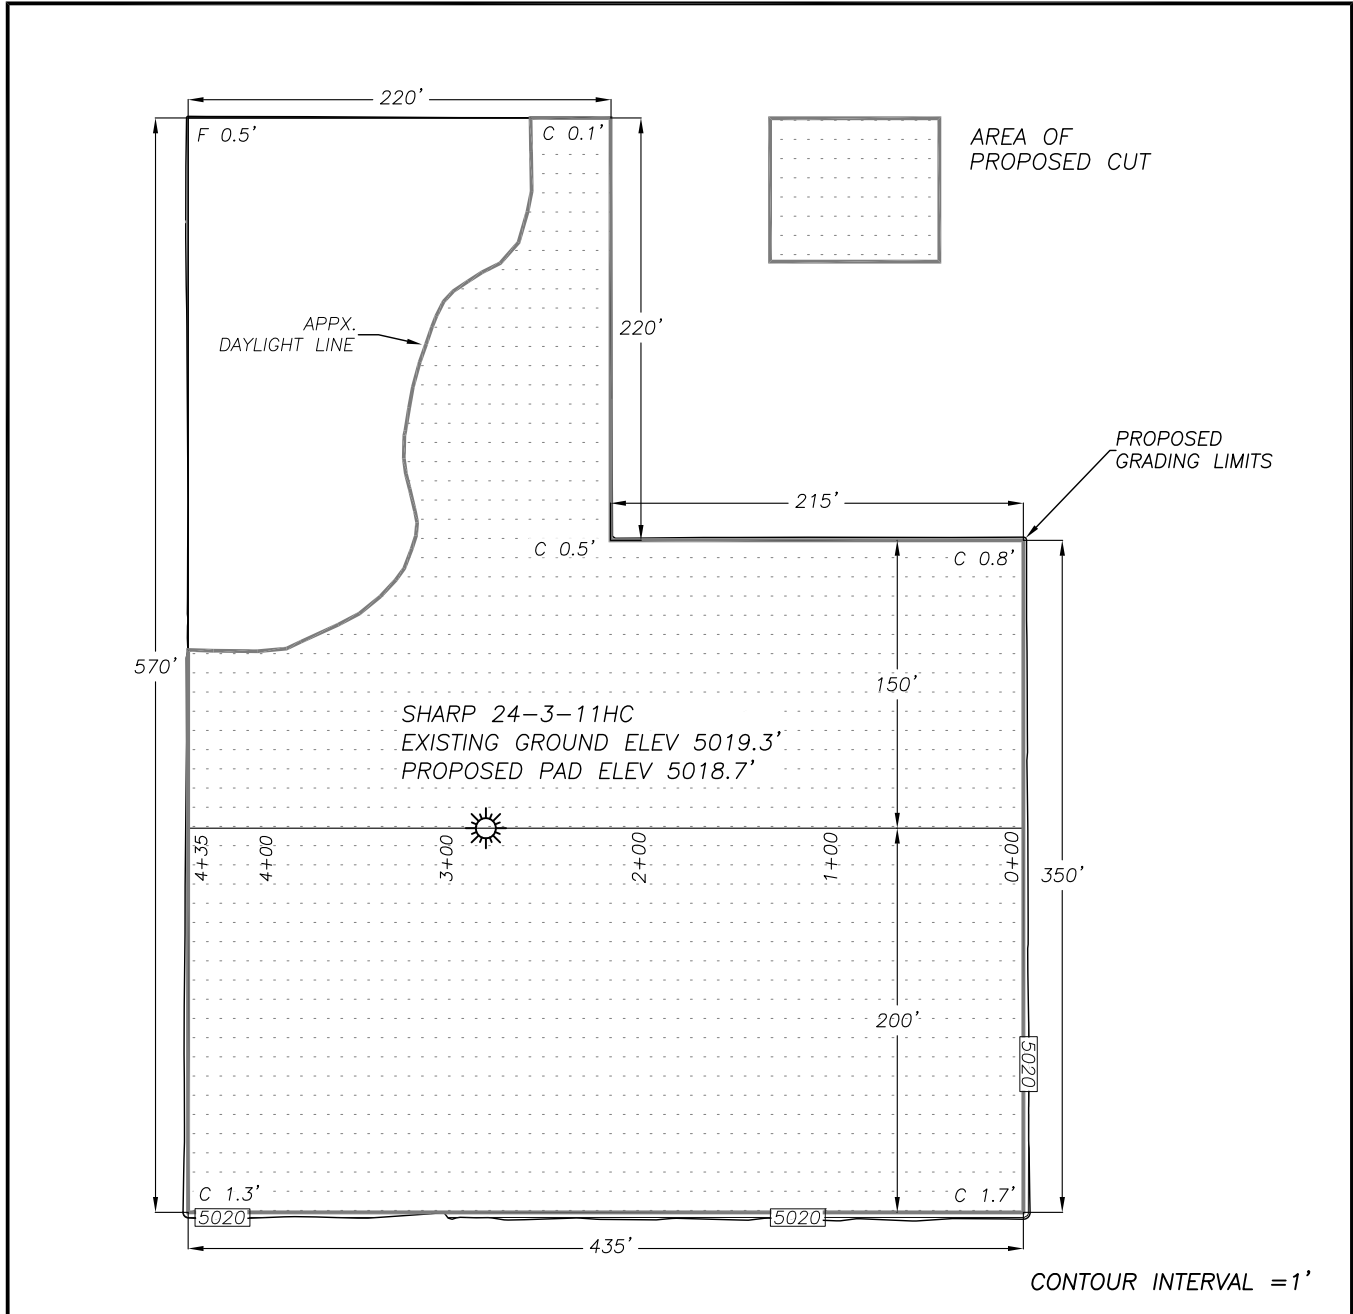 220'
F 0.5'
C 0.1'
AREA OF
PROPOSED CUT
APPX.
DAYLIGHT LINE
220'
PROPOSED
GRADING LIMITS
215'
C 0.5'
C 0.8'
570'
150'
SHARP 24-3-11HC
EXISTING GROUND ELEV 5019.3'
PROPOSED PAD ELEV 5018.7'
4+35
4+00
3+00
2+00
1+00
0+00
350'
200'
5020
C 1.3'
C 1.7'
5020
5020
435'
CONTOUR INTERVAL =1'